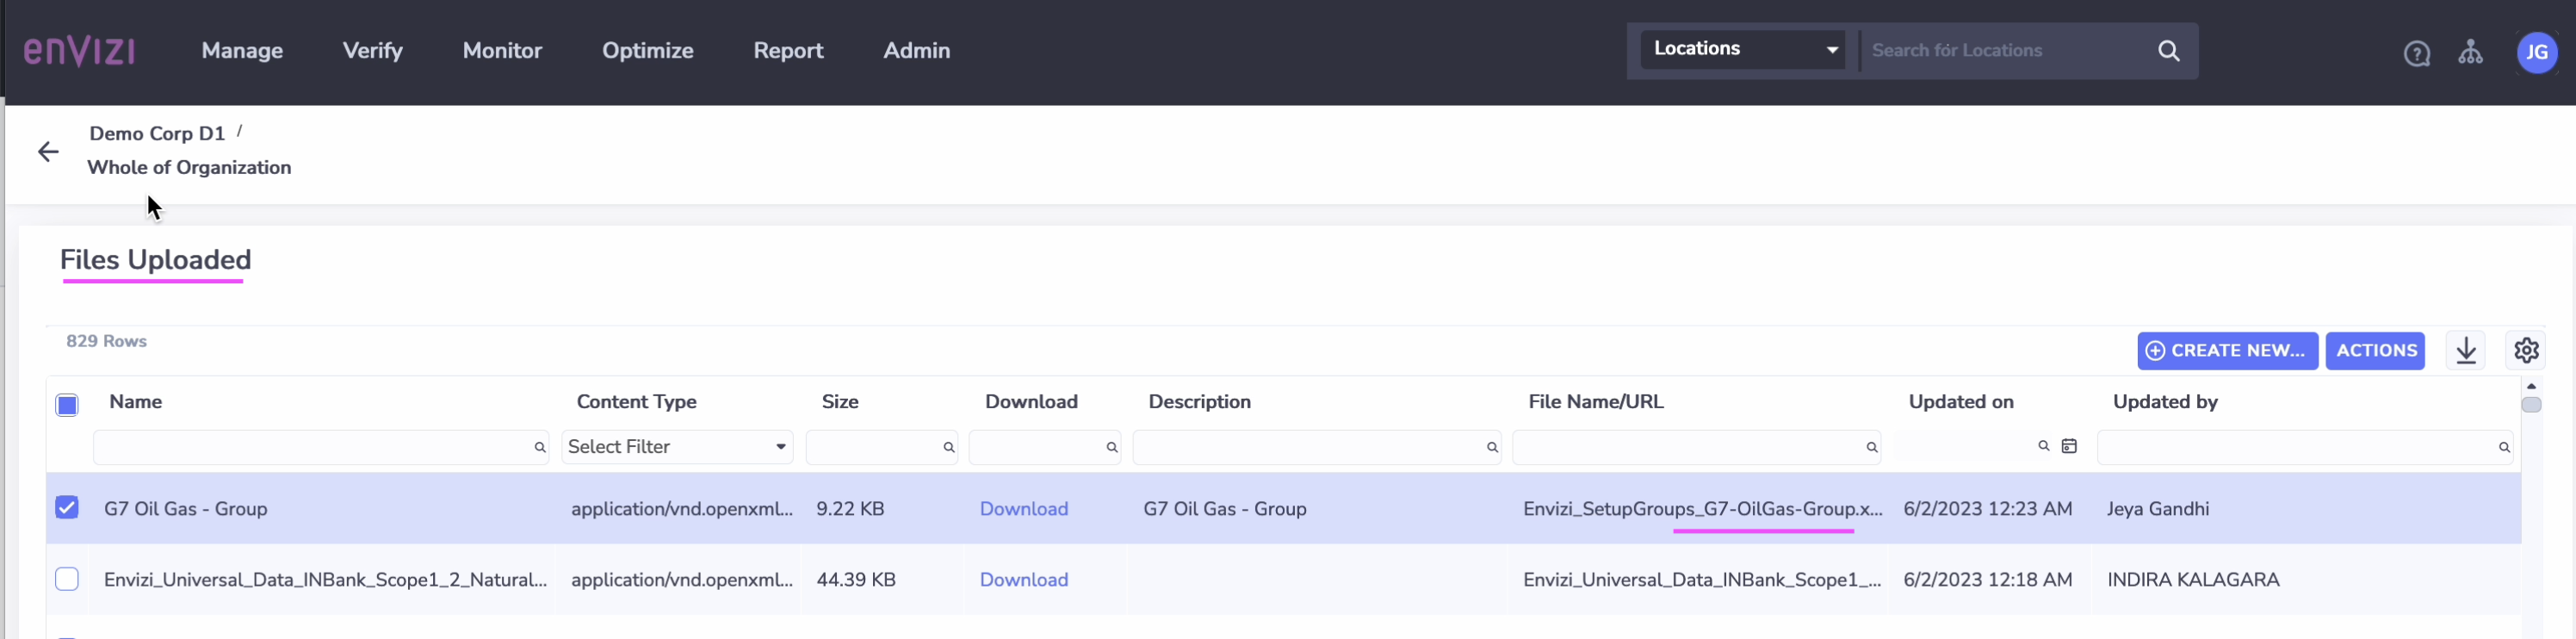 enVIZI Manage Verify Monitor Optimize Report Admin Locations Search for Locations JG
Demo Corp D1 /
Whole of Organization
Files Uploaded
829 Rows CREATE NEW... ACTIONS
Name Content Type Size Download Description File Name/URL Updated on Updated by
Select Filter
G7 Oil Gas - Group application/vnd.openxml... 9.22 KB Download G7 Oil Gas - Group Envizi_SetupGroups_G7-OilGas-Group.x... 6/2/2023 12:23 AM Jeya Gandhi
Envizi_Universal_Data_INBank_Scope1_2_Natural... application/vnd.openxml... 44.39 KB Download Envizi_Universal_Data_INBank_Scope1_... 6/2/2023 12:18 AM INDIRA KALAGARA